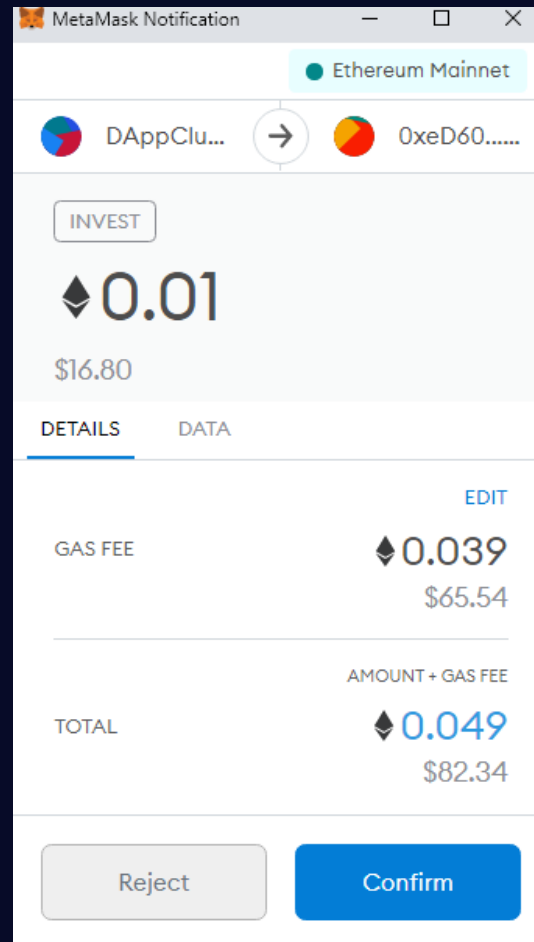 MetaMask Notification
Ethereum Mainnet
DAppClu... 0xeD60......
INVEST
0.01
$16.80
DETAILS DATA
EDIT
GAS FEE 0.039
$65.54
AMOUNT + GAS FEE
TOTAL 0.049
$82.34
Reject Confirm